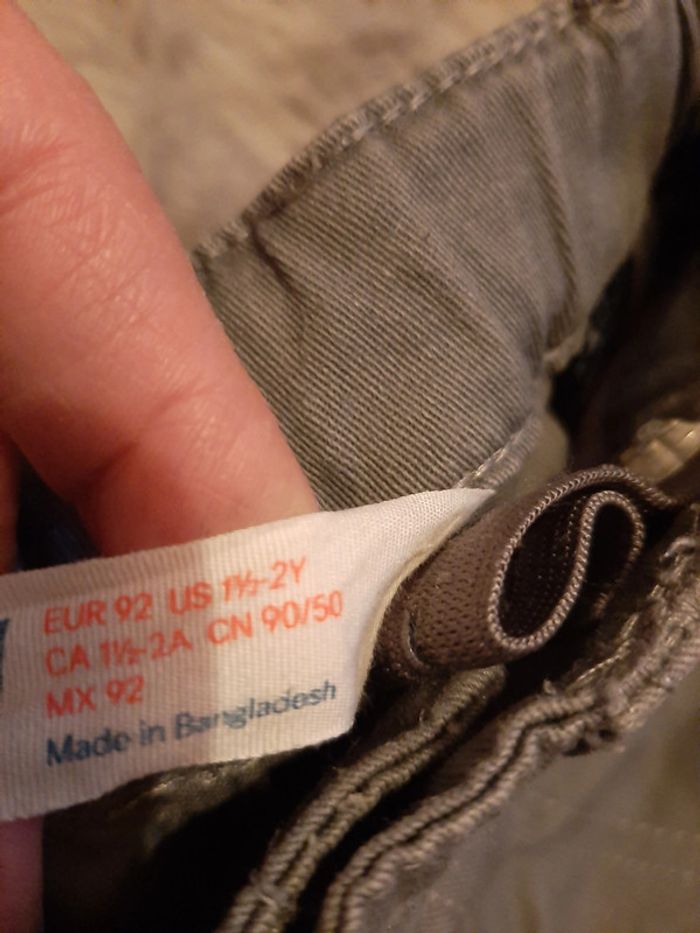 EUR 92 US 1½-2Y
CA 1½-2A CN 90/50
MX 92
Made in Bangladesh